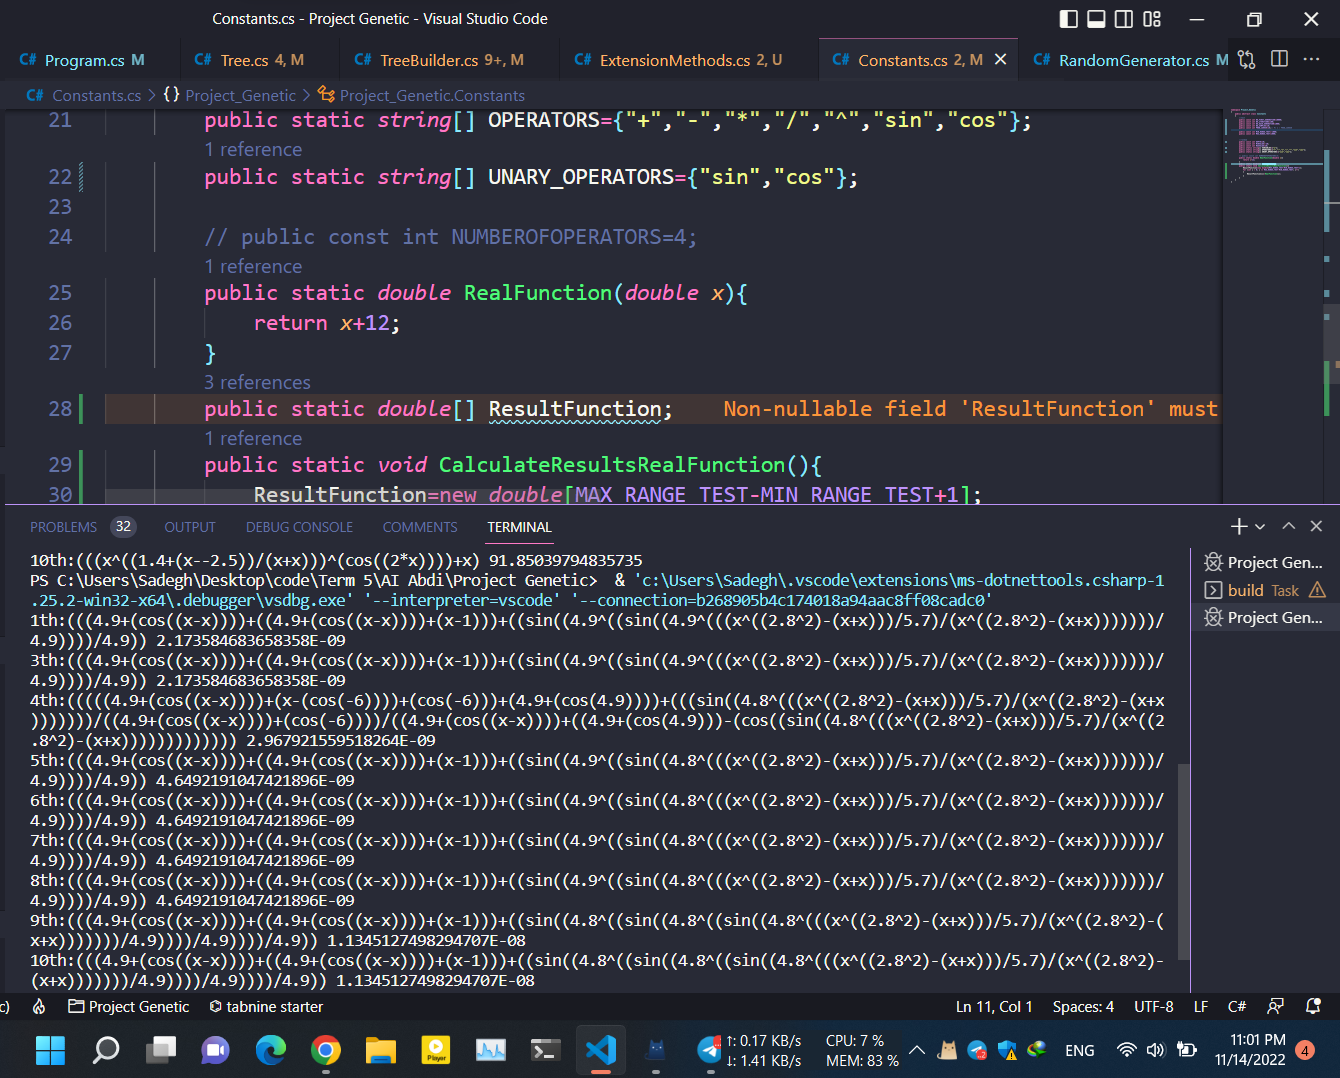 Constants.cs - Project Genetic - Visual Studio Code
C# Program.cs M
C# Tree.cs 4, M
C# TreeBuilder.cs 9+, M
C# ExtensionMethods.cs 2, U
C# Constants.cs 2, M
C# RandomGenerator.cs M
C# Constants.cs > {} Project_Genetic > Project_Genetic.Constants
21 public static string[] OPERATORS={"+","-","*","/","^","sin","cos"};
1 reference
22 public static string[] UNARY_OPERATORS={"sin","cos"};
23
24 // public const int NUMBEROFOPERATORS=4;
1 reference
25 public static double RealFunction(double x){
26 return x+12;
27 }
3 references
28 public static double[] ResultFunction; Non-nullable field 'ResultFunction' must
1 reference
29 public static void CalculateResultsRealFunction(){
30 ResultFunction=new double[MAX_RANGE_TEST-MIN_RANGE_TEST+1];
PROBLEMS 32 OUTPUT DEBUG CONSOLE COMMENTS TERMINAL
10th:(((x^((1.4+(x--2.5))/(x+x)))^(cos((2*x))))+x) 91.85039794835735
PS C:\Users\Sadegh\Desktop\code\Term 5\AI Abdi\Project Genetic> & 'c:\Users\Sadegh\.vscode\extensions\ms-dotnettools.csharp-1
.25.2-win32-x64\.debugger\vsdbg.exe' '--interpreter=vscode' '--connection=b268905b4c174018a94aac8ff08cadc0'
1th:(((4.9+(cos((x-x))))+((4.9+(cos((x-x))))+(x-1)))+((sin((4.9^((sin((4.9^(((x^((2.8^2)-(x+x)))/5.7)/(x^((2.8^2)-(x+x)))))))/
4.9))))/4.9)) 2.173584683658358E-09
3th:(((4.9+(cos((x-x))))+((4.9+(cos((x-x))))+(x-1)))+((sin((4.9^((sin((4.9^(((x^((2.8^2)-(x+x)))/5.7)/(x^((2.8^2)-(x+x)))))))/
4.9))))/4.9)) 2.173584683658358E-09
4th:(((((4.9+(cos((x-x))))+(x-(cos(-6))))+(cos(-6)))+(4.9+(cos(4.9))))+(((sin((4.8^(((x^((2.8^2)-(x+x)))/5.7)/(x^((2.8^2)-(x+x
)))))))/((4.9+(cos((x-x))))+(cos(-6))))/((4.9+(cos((x-x))))+((4.9+(cos(4.9)))-(cos((sin((4.8^(((x^((2.8^2)-(x+x)))/5.7)/(x^((2
.8^2)-(x+x))))))))))))) 2.967921559518264E-09
5th:(((4.9+(cos((x-x))))+((4.9+(cos((x-x))))+(x-1)))+((sin((4.9^((sin((4.8^(((x^((2.8^2)-(x+x)))/5.7)/(x^((2.8^2)-(x+x)))))))/
4.9))))/4.9)) 4.6492191047421896E-09
6th:(((4.9+(cos((x-x))))+((4.9+(cos((x-x))))+(x-1)))+((sin((4.9^((sin((4.8^(((x^((2.8^2)-(x+x)))/5.7)/(x^((2.8^2)-(x+x)))))))/
4.9))))/4.9)) 4.6492191047421896E-09
7th:(((4.9+(cos((x-x))))+((4.9+(cos((x-x))))+(x-1)))+((sin((4.9^((sin((4.8^(((x^((2.8^2)-(x+x)))/5.7)/(x^((2.8^2)-(x+x)))))))/
4.9))))/4.9)) 4.6492191047421896E-09
8th:(((4.9+(cos((x-x))))+((4.9+(cos((x-x))))+(x-1)))+((sin((4.9^((sin((4.8^(((x^((2.8^2)-(x+x)))/5.7)/(x^((2.8^2)-(x+x)))))))/
4.9))))/4.9)) 4.6492191047421896E-09
9th:(((4.9+(cos((x-x))))+((4.9+(cos((x-x))))+(x-1)))+((sin((4.8^((sin((4.8^((sin((4.8^(((x^((2.8^2)-(x+x)))/5.7)/(x^((2.8^2)-(
x+x)))))))/4.9))))/4.9))))/4.9)) 1.1345127498294707E-08
10th:(((4.9+(cos((x-x))))+((4.9+(cos((x-x))))+(x-1)))+((sin((4.8^((sin((4.8^((sin((4.8^(((x^((2.8^2)-(x+x)))/5.7)/(x^((2.8^2)-
(x+x)))))))/4.9))))/4.9))))/4.9)) 1.1345127498294707E-08
Project Gen...
build Task
Project Gen...
c) Project Genetic tabnine starter Ln 11, Col 1 Spaces: 4 UTF-8 LF C#
Player
↑: 0.17 KB/s
↓: 1.41 KB/s
CPU: 7 %
MEM: 83 %
ENG
11:01 PM
11/14/2022
4